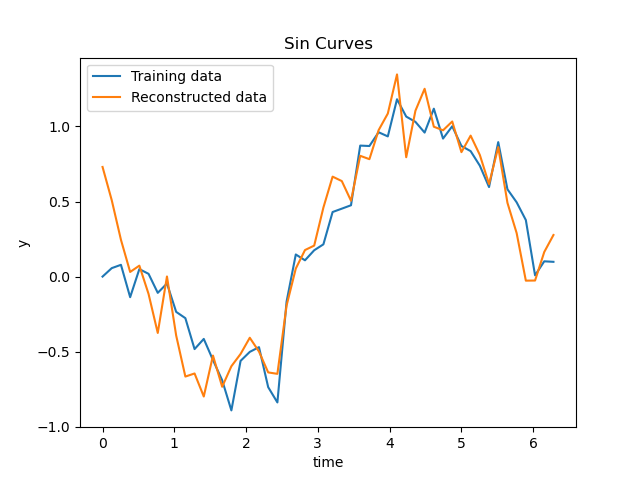 Sin Curves
Training data
Reconstructed data
1.0
0.5
0.0
−0.5
−1.0
y
0 1 2 3 4 5 6
time